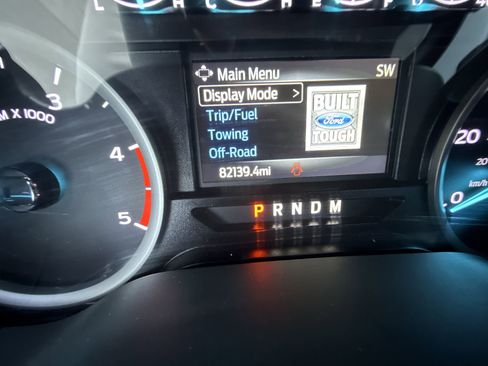 L H C H E F
Main Menu SW
Display Mode >
Trip/Fuel
Towing
Off-Road
BUILT
Ford
TOUGH
82139.4mi
P R N D M
M X 1000
3
4
5
20
20
km/h
0